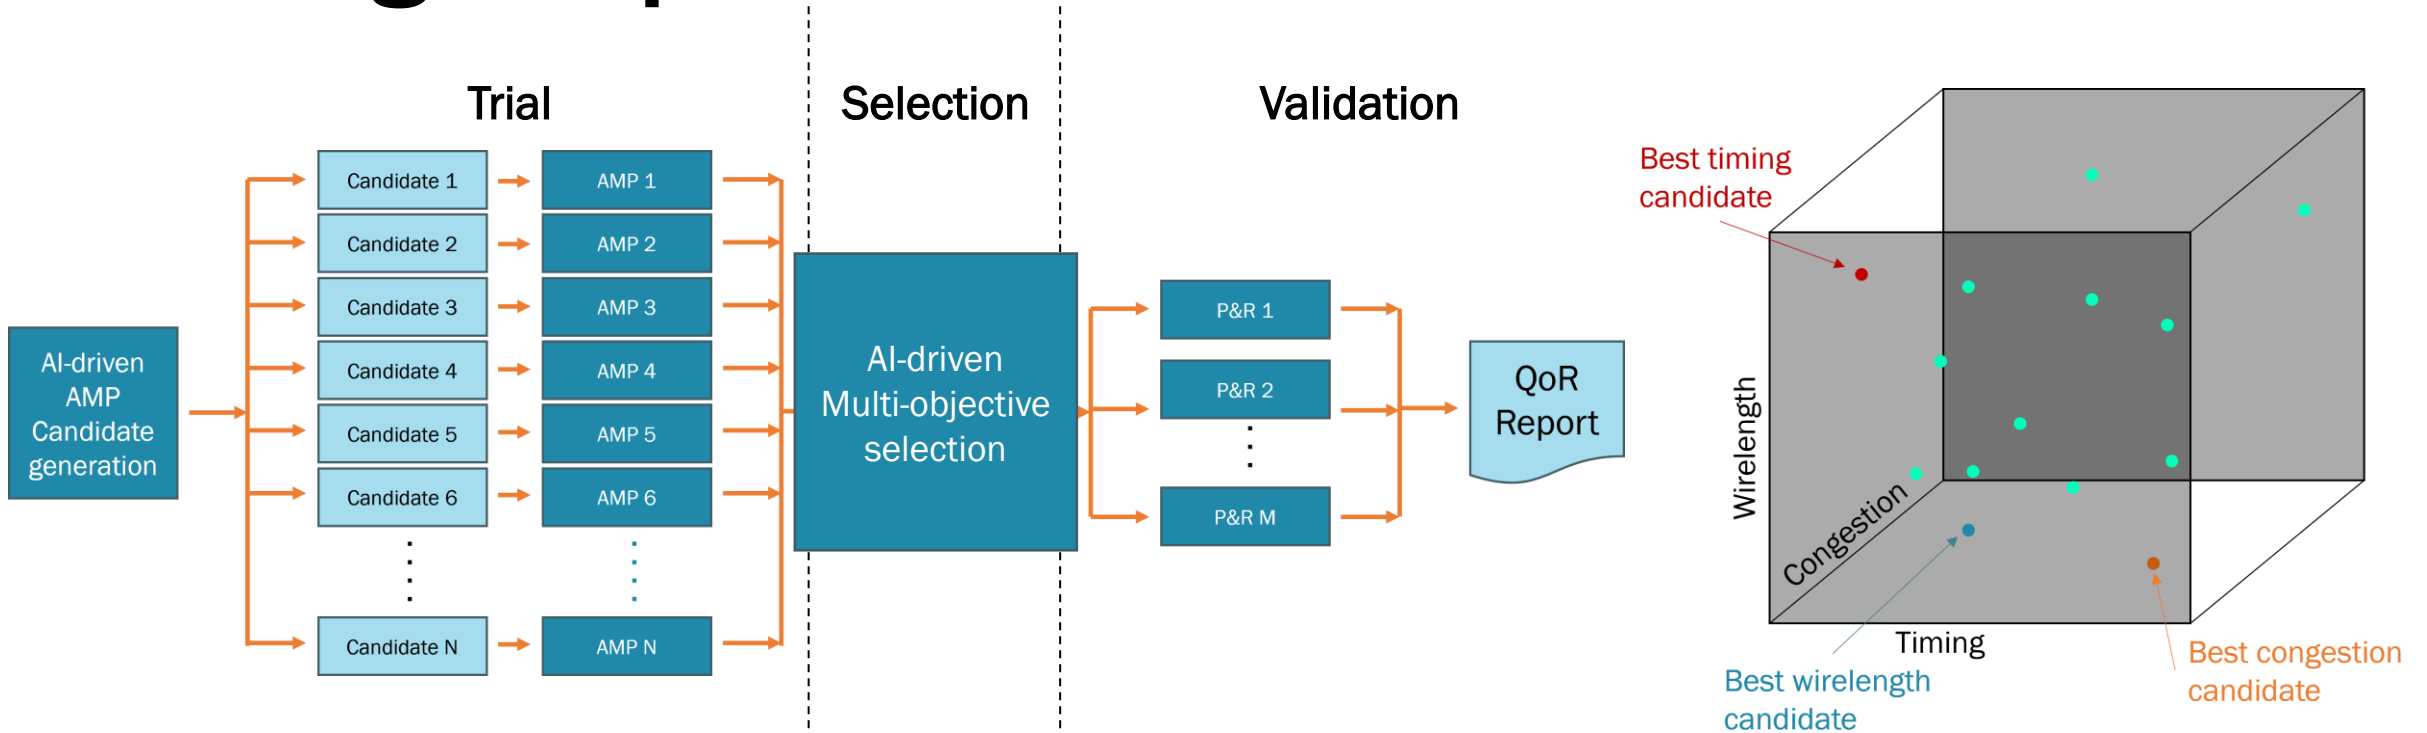 Trial
Selection
Validation
AI-driven
AMP
Candidate
generation
Candidate 1
AMP 1
Candidate 2
AMP 2
Candidate 3
AMP 3
Candidate 4
AMP 4
Candidate 5
AMP 5
Candidate 6
AMP 6
Candidate N
AMP N
AI-driven
Multi-objective
selection
P&R 1
P&R 2
P&R M
QoR
Report
Best timing
candidate
Wirelength
Congestion
Timing
Best wirelength
candidate
Best congestion
candidate